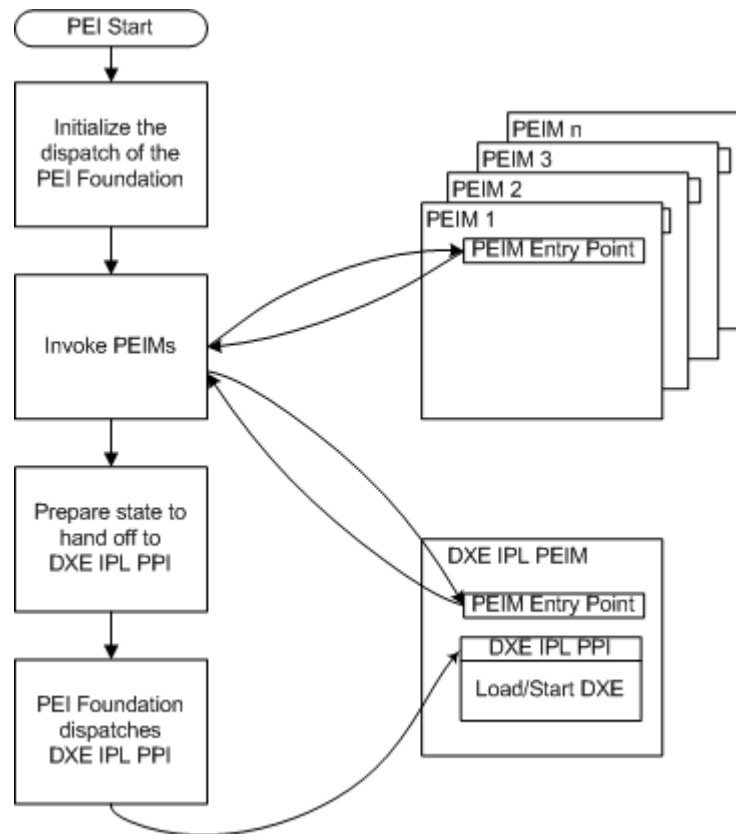 PEI Start
Initialize the
dispatch of the
PEI Foundation
Invoke PEIMs
Prepare state to
hand off to
DXE IPL PPI
PEI Foundation
dispatches
DXE IPL PPI
PEIM n
PEIM 3
PEIM 2
PEIM 1
PEIM Entry Point
DXE IPL PEIM
PEIM Entry Point
DXE IPL PPI
Load/Start DXE